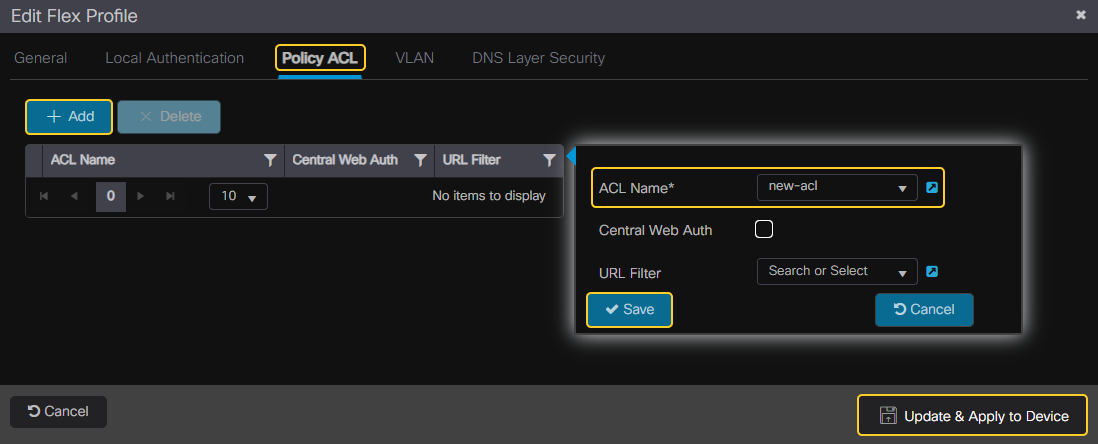 Edit Flex Profile
General Local Authentication Policy ACL VLAN DNS Layer Security
Add Delete
ACL Name Central Web Auth URL Filter
0 10 No items to display
ACL Name* new-acl
Central Web Auth
URL Filter Search or Select
Save Cancel
Cancel Update & Apply to Device